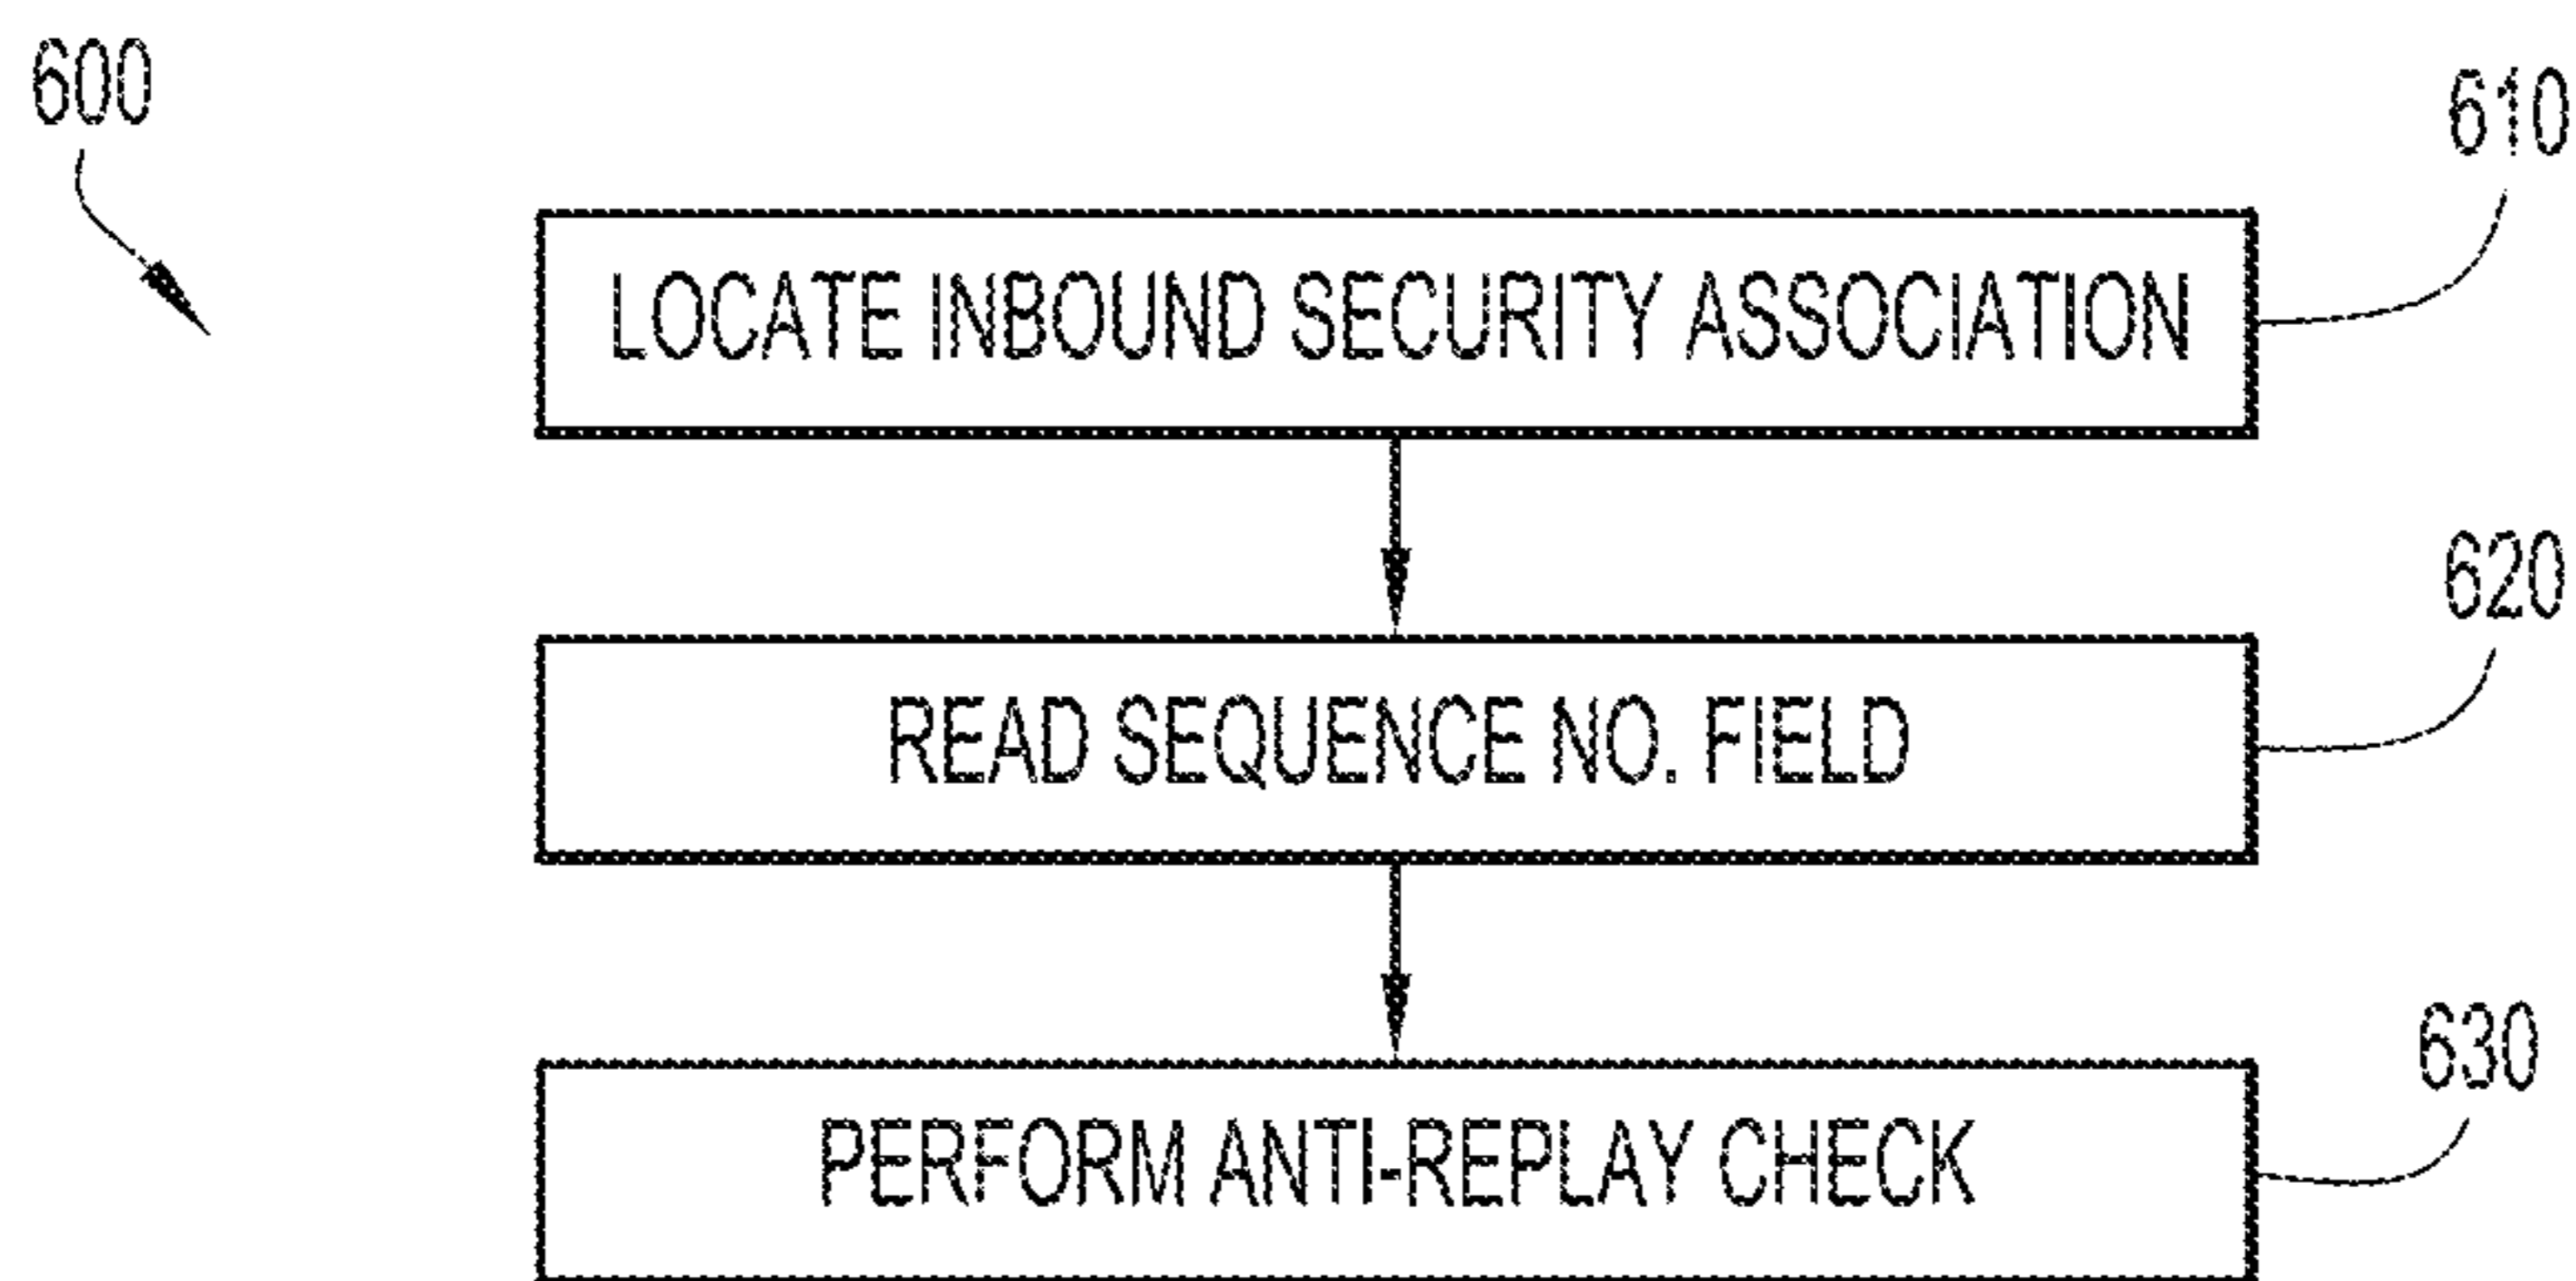 600
610
LOCATE INBOUND SECURITY ASSOCIATION
620
READ SEQUENCE NO. FIELD
630
PERFORM ANTI-REPLAY CHECK